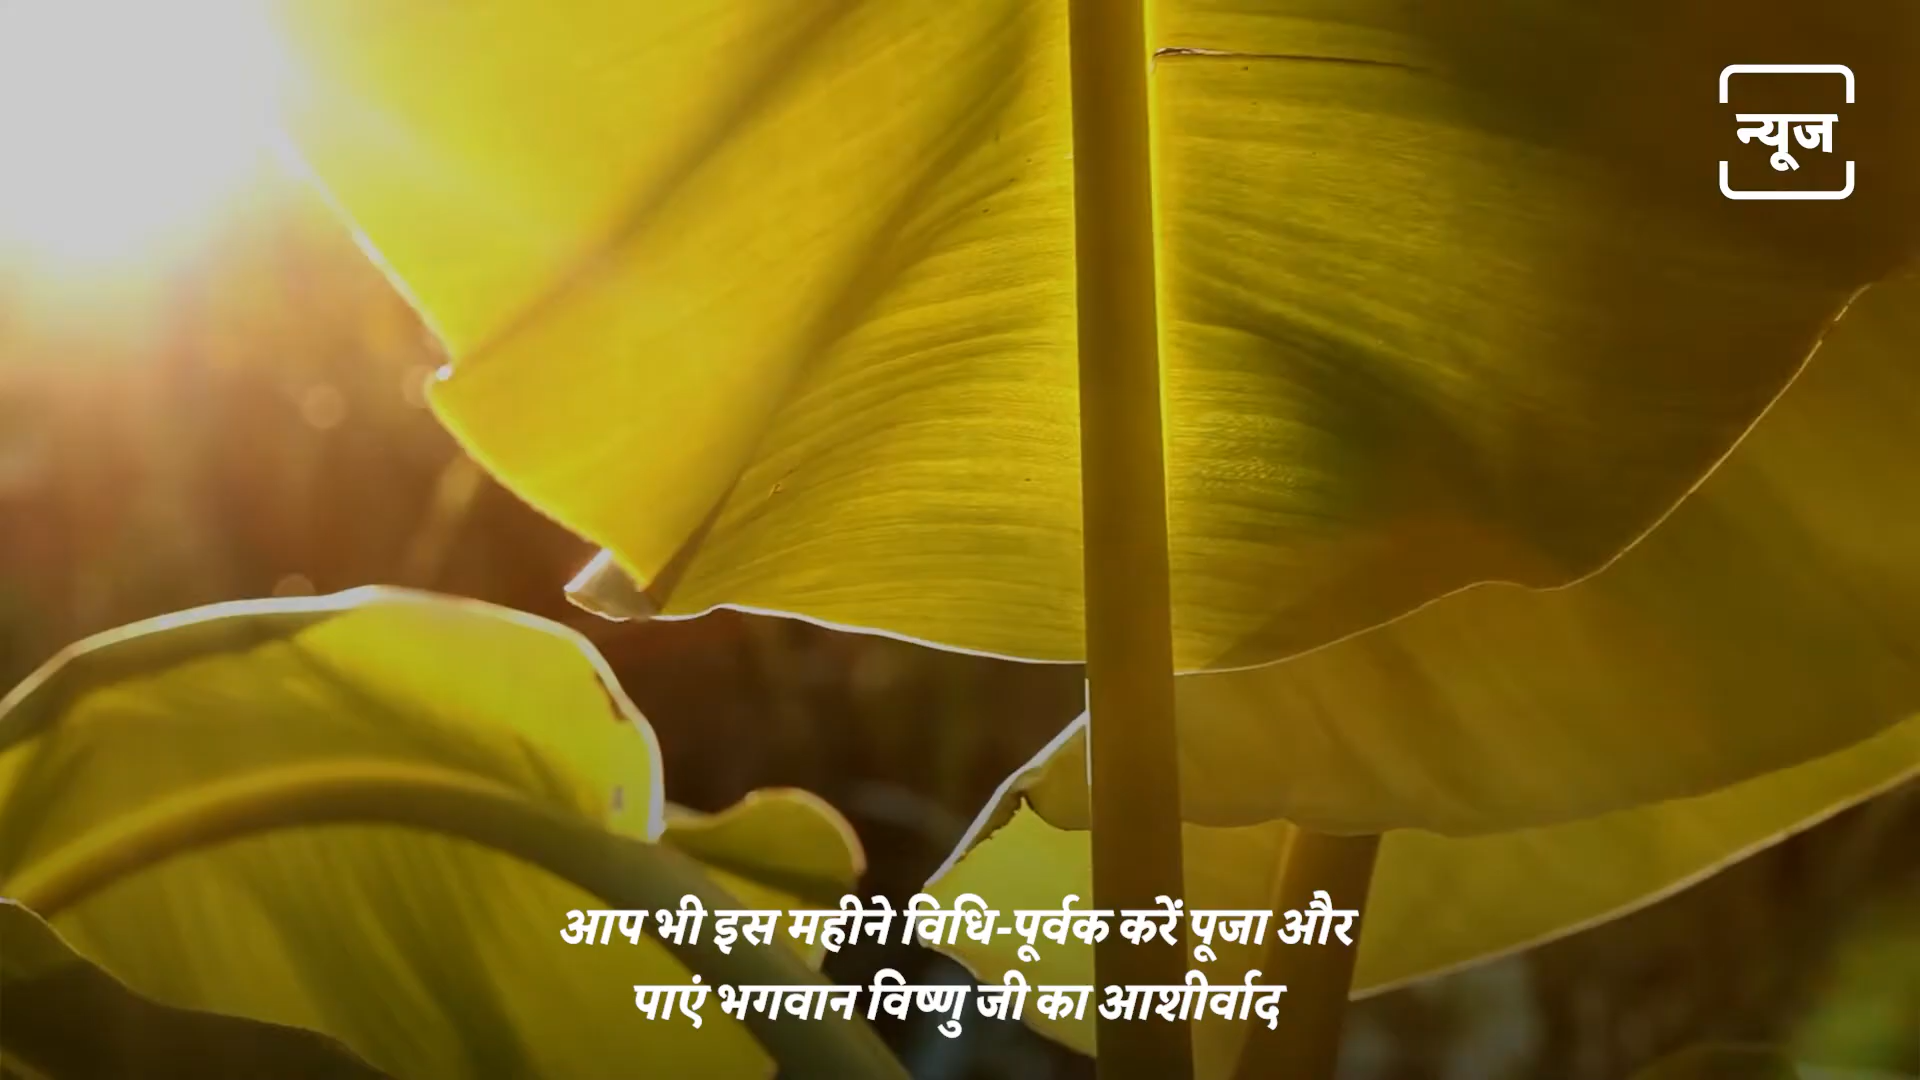 न्यूज
आप भी इस महीने विधि-पूर्वक करें पूजा और
पाएं भगवान विष्णु जी का आशीर्वाद